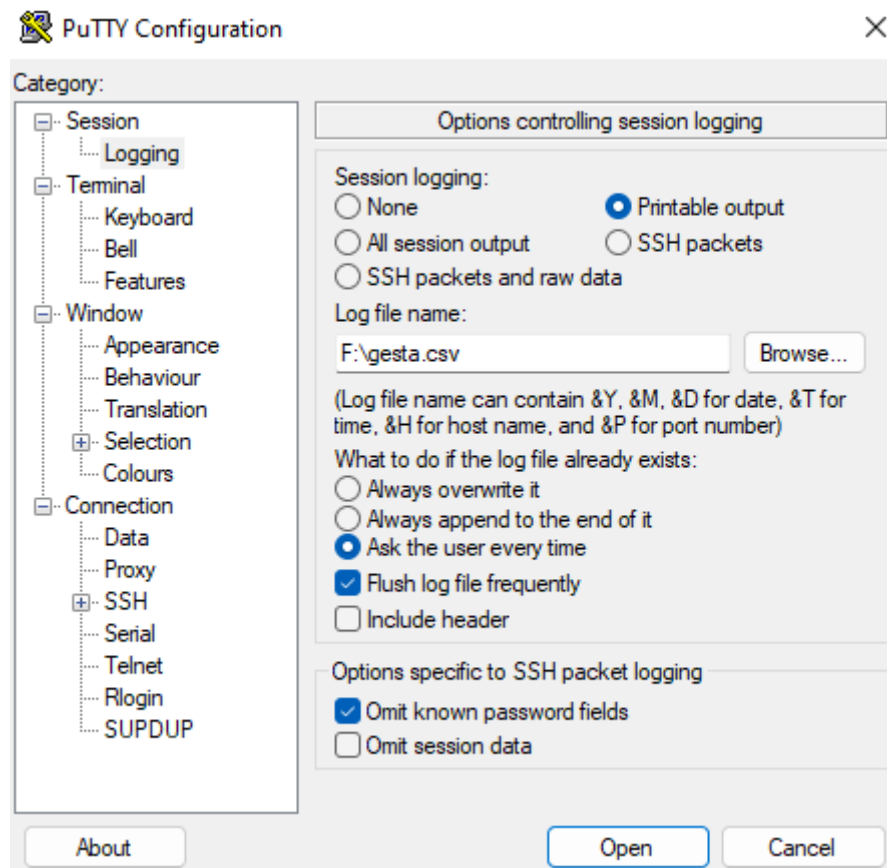 PuTTY Configuration
Category:
Session
Logging
Terminal
Keyboard
Bell
Features
Window
Appearance
Behaviour
Translation
Selection
Colours
Connection
Data
Proxy
SSH
Serial
Telnet
Rlogin
SUPDUP
Options controlling session logging
Session logging:
None
Printable output
All session output
SSH packets
SSH packets and raw data
Log file name:
F:\gesta.csv
Browse...
(Log file name can contain &Y, &M, &D for date, &T for
time, &H for host name, and &P for port number)
What to do if the log file already exists:
Always overwrite it
Always append to the end of it
Ask the user every time
Flush log file frequently
Include header
Options specific to SSH packet logging
Omit known password fields
Omit session data
About
Open
Cancel